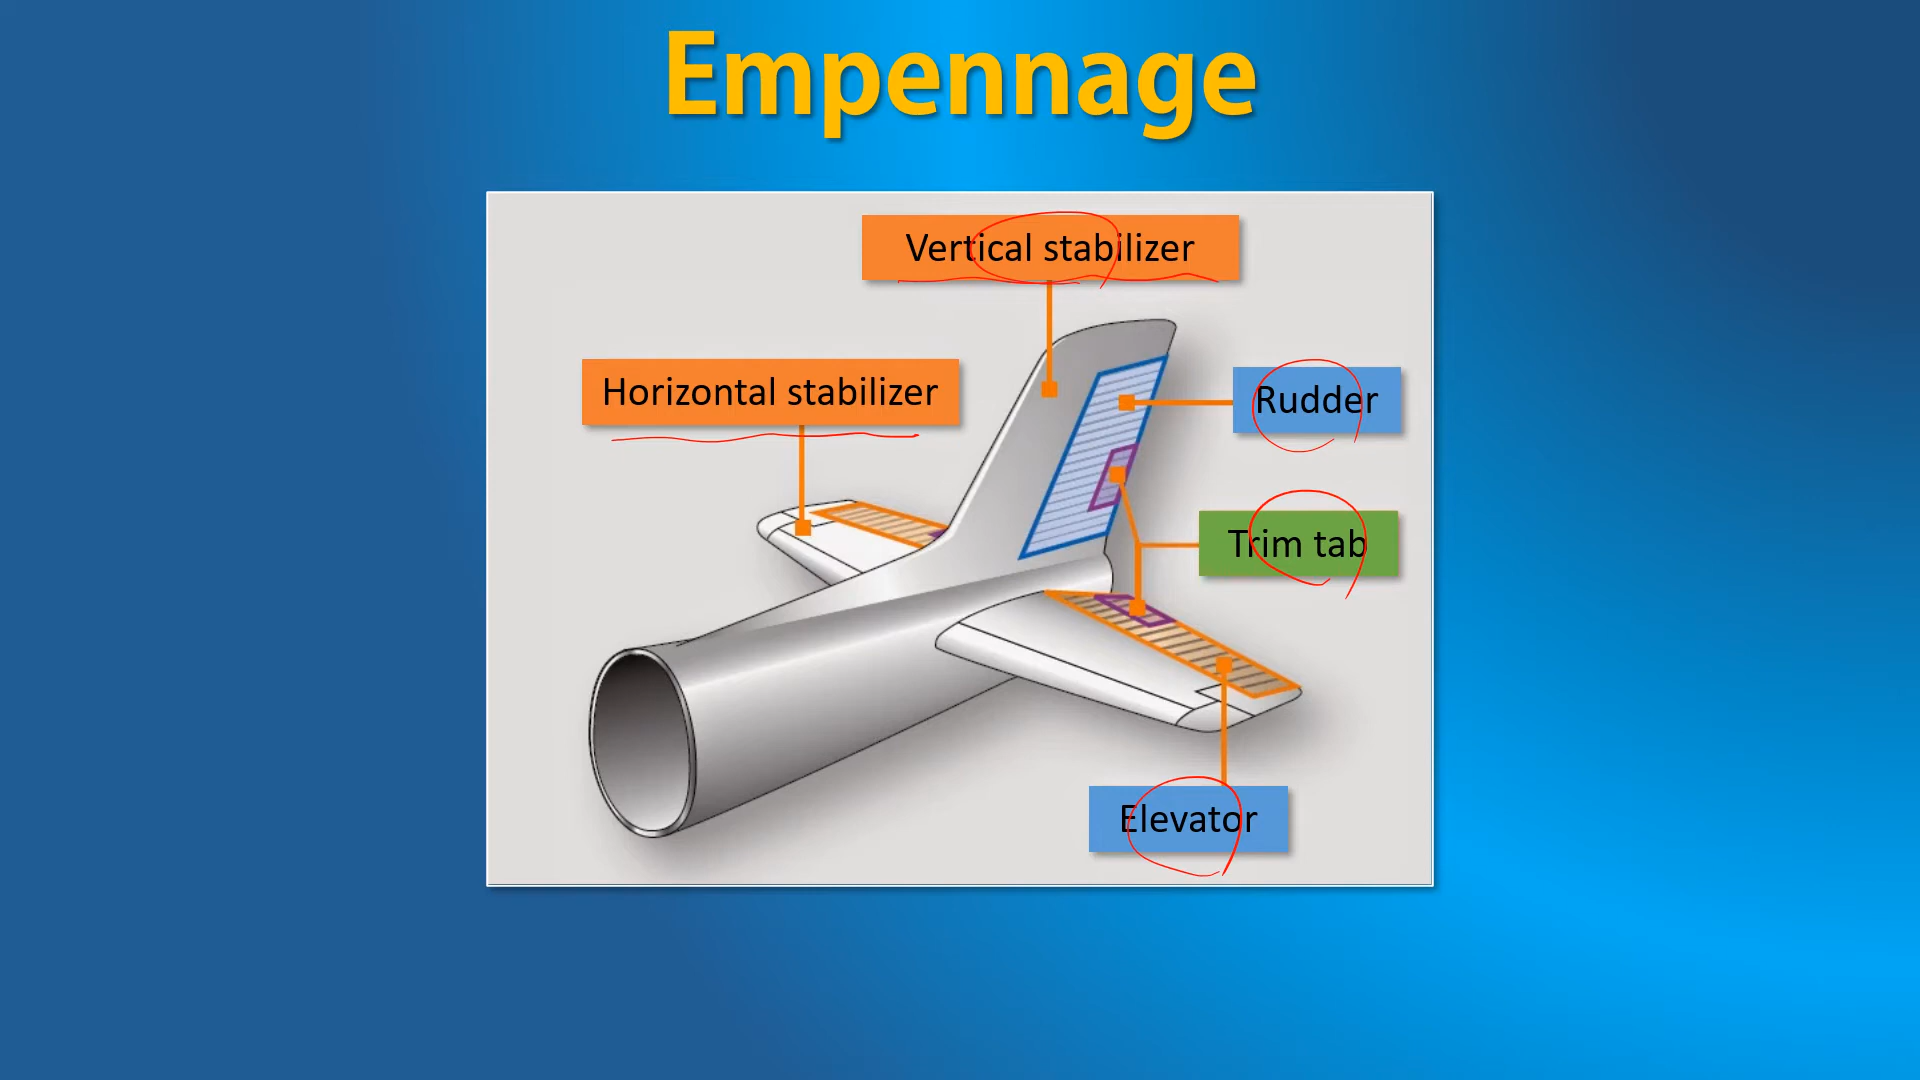 Empennage
Vertical stabilizer
Horizontal stabilizer
Rudder
Trim tab
Elevator